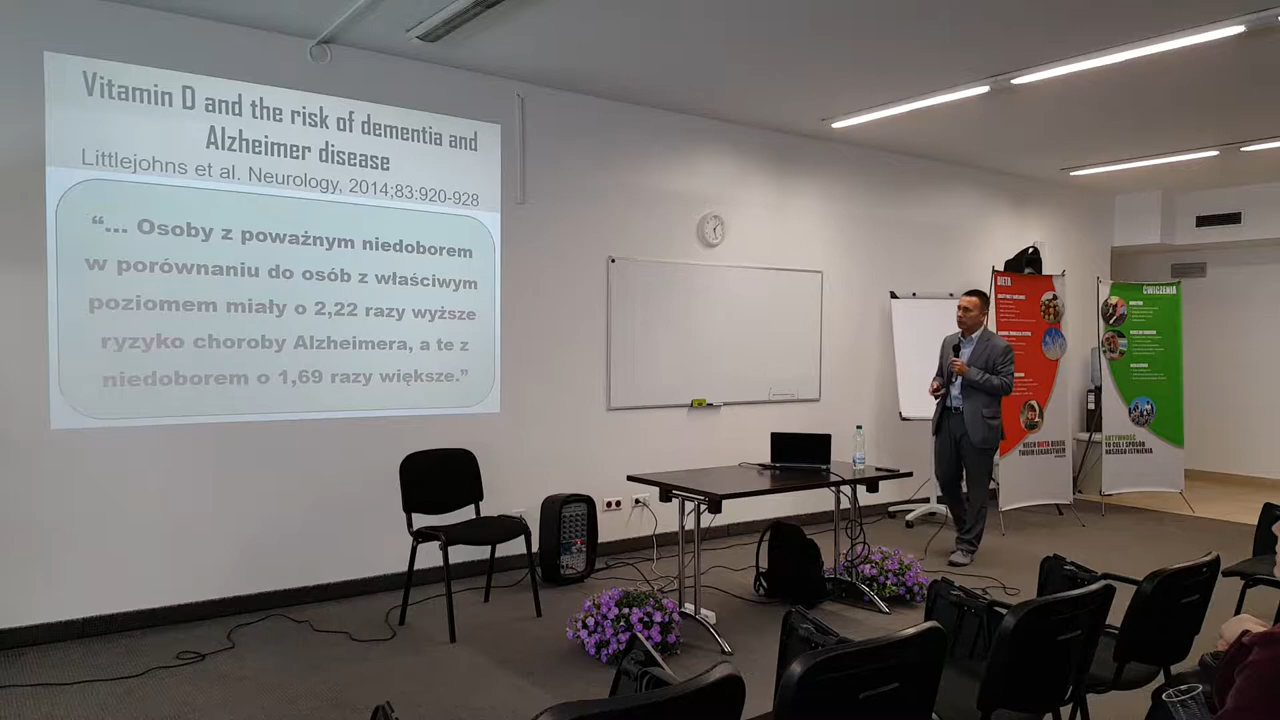 Vitamin D and the risk of dementia and
Alzheimer disease
Littlejohns et al. Neurology, 2014;83:920-928
“... Osoby z poważnym niedoborem
w porównaniu do osób z właściwym
poziomem miały o 2,22 razy wyższe
ryzyko choroby Alzheimera, a te z
niedoborem o 1,69 razy większe.”
DIETA
NIECH DIETA BĘDZIE
TWOIM LEKARSTWEM
ĆWICZENIA
AKTYWNOŚĆ
TO CEL I SPOSÓB
NASZEGO ISTNIENIA